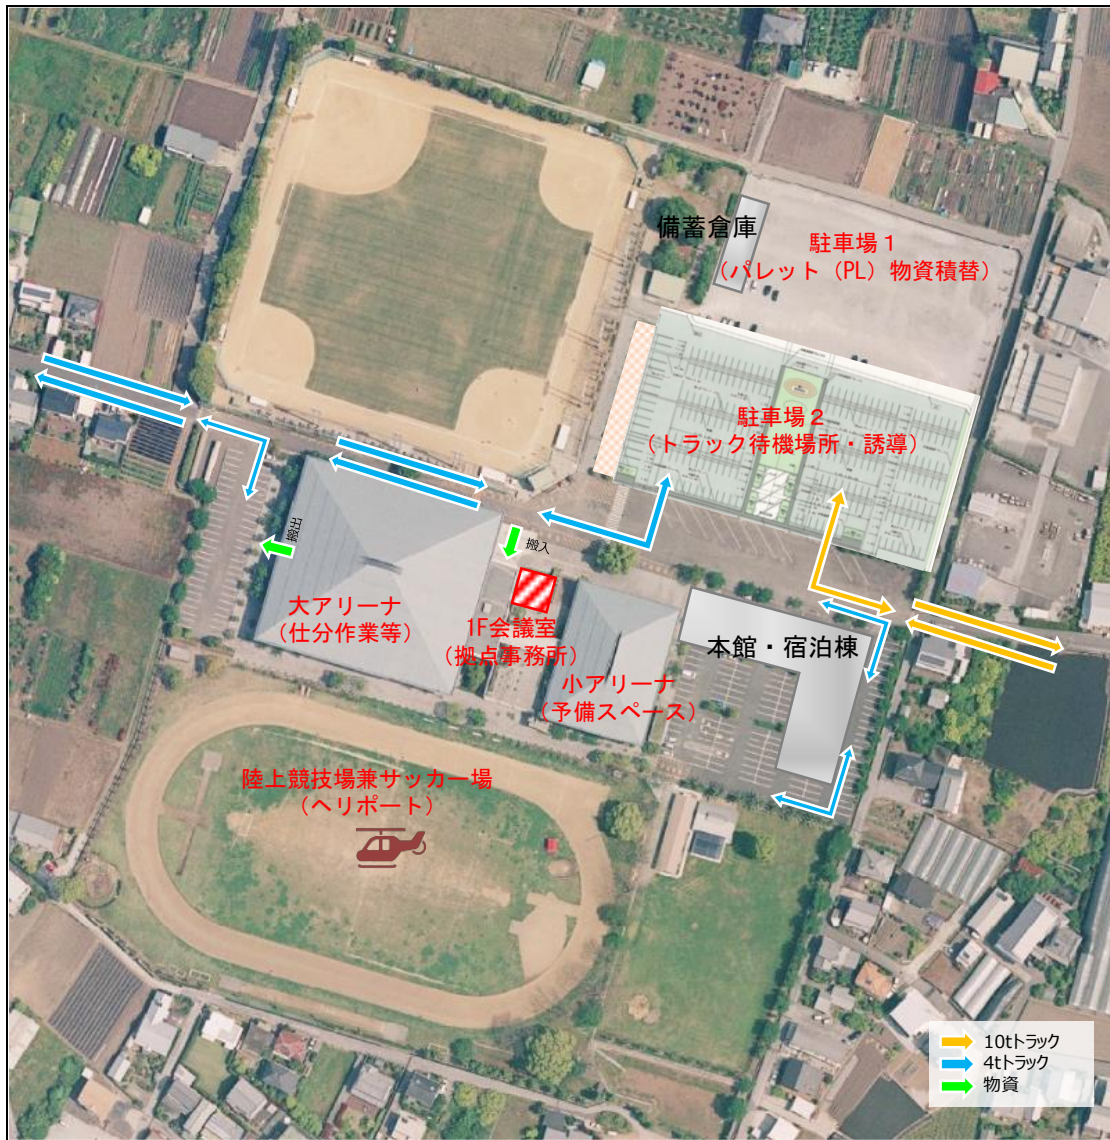 備蓄倉庫
駐車場１
（パレット（PL）物資積替）
駐車場２
（トラック待機場所・誘導）
搬出
搬入
大アリーナ
（仕分作業等）
1F会議室
（拠点事務所）
本館・宿泊棟
小アリーナ
（予備スペース）
陸上競技場兼サッカー場
（ヘリポート）
10tトラック
4tトラック
物資